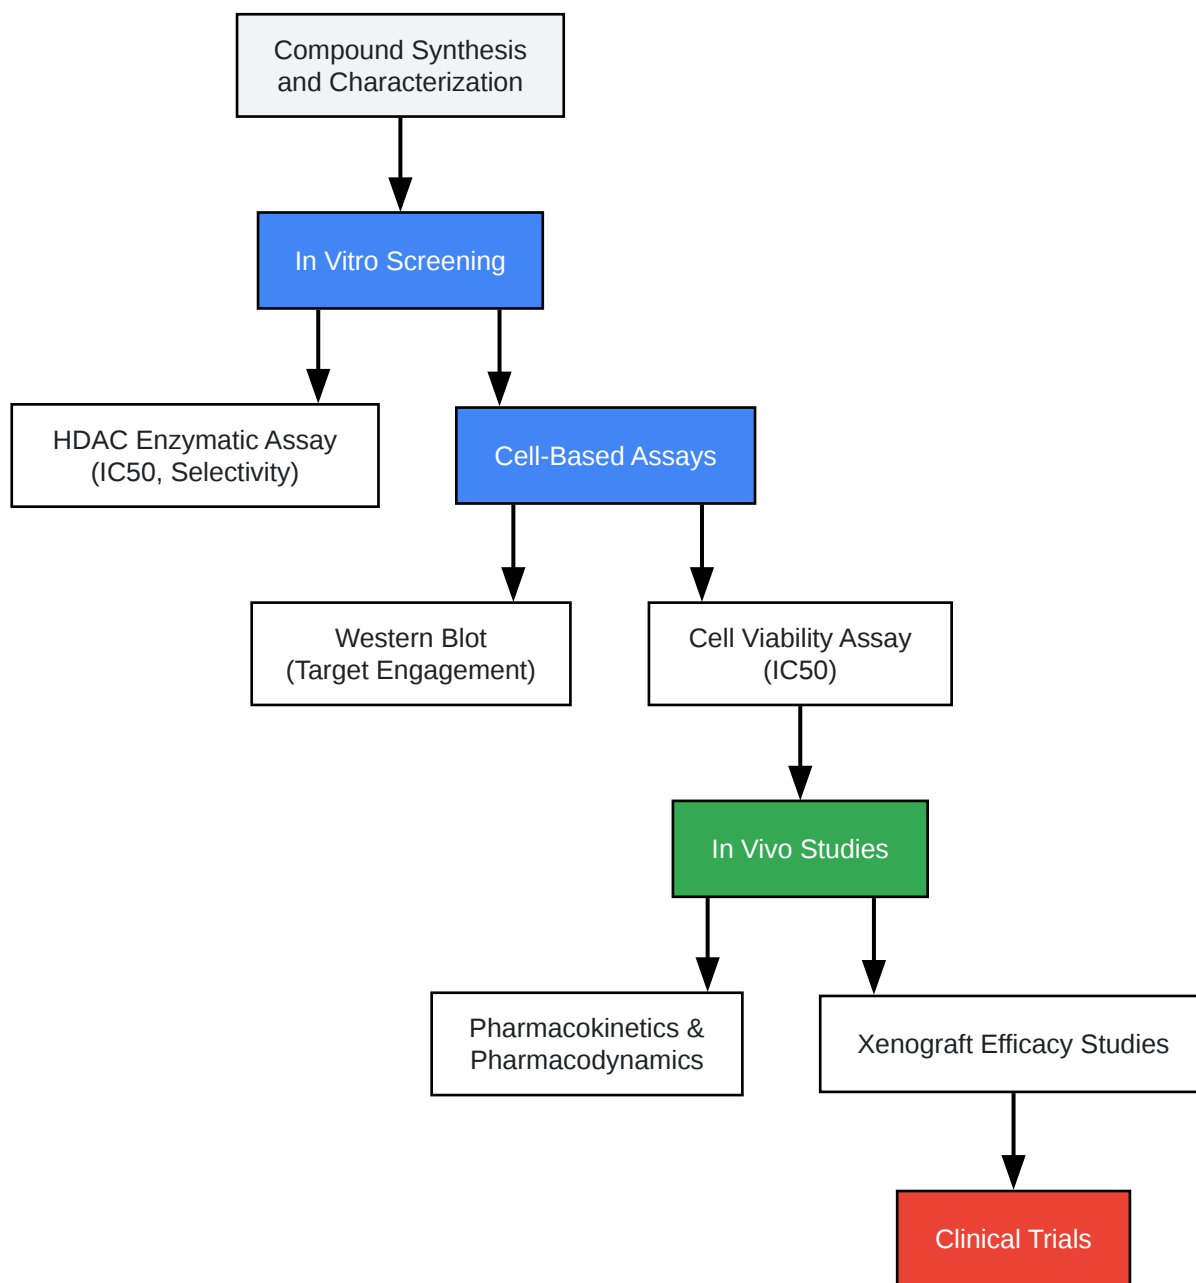 Compound Synthesis
and Characterization
In Vitro Screening
HDAC Enzymatic Assay
(IC50, Selectivity)
Cell-Based Assays
Western Blot
(Target Engagement)
Cell Viability Assay
(IC50)
In Vivo Studies
Pharmacokinetics &
Pharmacodynamics
Xenograft Efficacy Studies
Clinical Trials